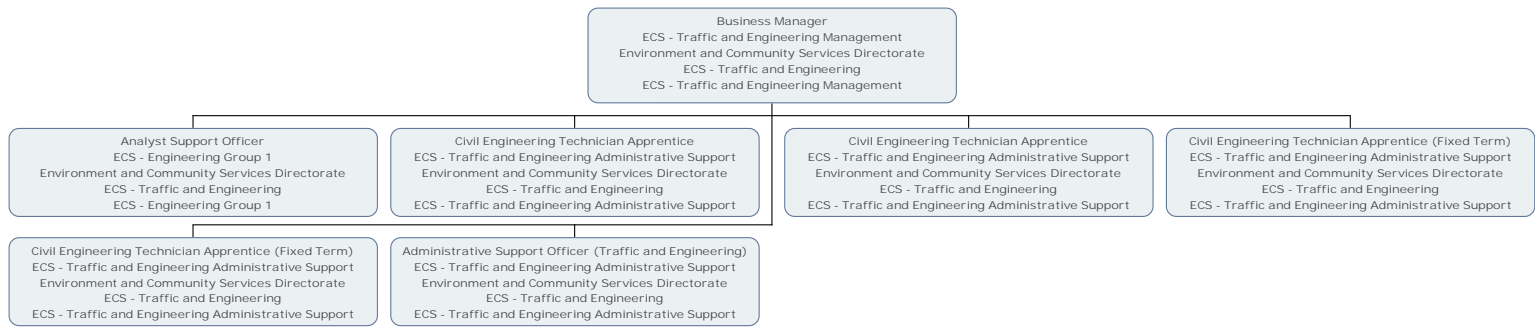 Business Manager
ECS - Traffic and Engineering Management
Environment and Community Services Directorate
ECS - Traffic and Engineering
ECS - Traffic and Engineering Management
Analyst Support Officer
ECS - Engineering Group 1
Environment and Community Services Directorate
ECS - Traffic and Engineering
ECS - Engineering Group 1
Civil Engineering Technician Apprentice
ECS - Traffic and Engineering Administrative Support
Environment and Community Services Directorate
ECS - Traffic and Engineering
ECS - Traffic and Engineering Administrative Support
Civil Engineering Technician Apprentice
ECS - Traffic and Engineering Administrative Support
Environment and Community Services Directorate
ECS - Traffic and Engineering
ECS - Traffic and Engineering Administrative Support
Civil Engineering Technician Apprentice (Fixed Term)
ECS - Traffic and Engineering Administrative Support
Environment and Community Services Directorate
ECS - Traffic and Engineering
ECS - Traffic and Engineering Administrative Support
Civil Engineering Technician Apprentice (Fixed Term)
ECS - Traffic and Engineering Administrative Support
Environment and Community Services Directorate
ECS - Traffic and Engineering
ECS - Traffic and Engineering Administrative Support
Administrative Support Officer (Traffic and Engineering)
ECS - Traffic and Engineering Administrative Support
Environment and Community Services Directorate
ECS - Traffic and Engineering
ECS - Traffic and Engineering Administrative Support